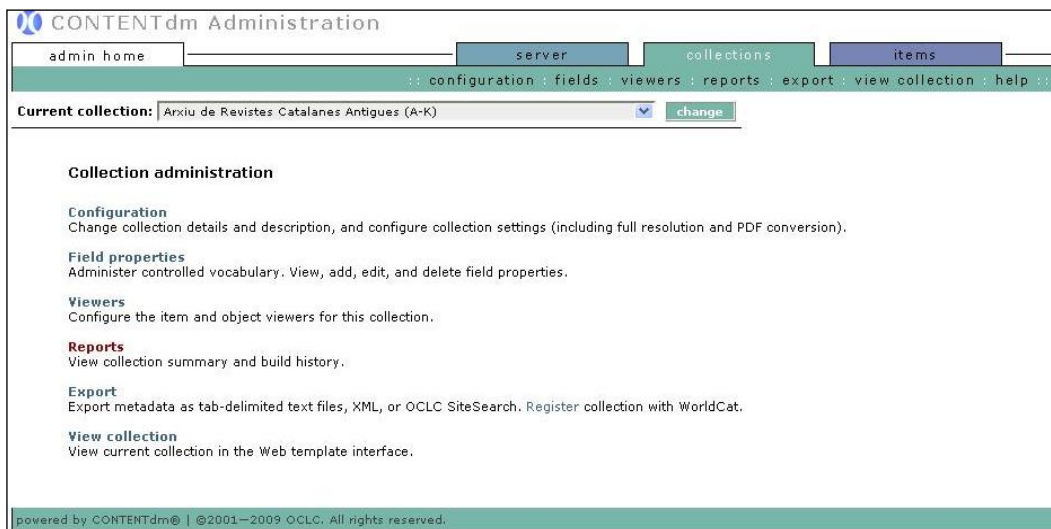 CONTENTdm Administration
admin home server collections items
:: configuration : fields : viewers : reports : export : view collection : help ::
Current collection: Arxiu de Revistes Catalanes Antigues (A-K) change
Collection administration
Configuration
Change collection details and description, and configure collection settings (including full resolution and PDF conversion).
Field properties
Administer controlled vocabulary. View, add, edit, and delete field properties.
Viewers
Configure the item and object viewers for this collection.
Reports
View collection summary and build history.
Export
Export metadata as tab-delimited text files, XML, or OCLC SiteSearch. Register collection with WorldCat.
View collection
View current collection in the Web template interface.
powered by CONTENTdm® | ©2001—2009 OCLC. All rights reserved.